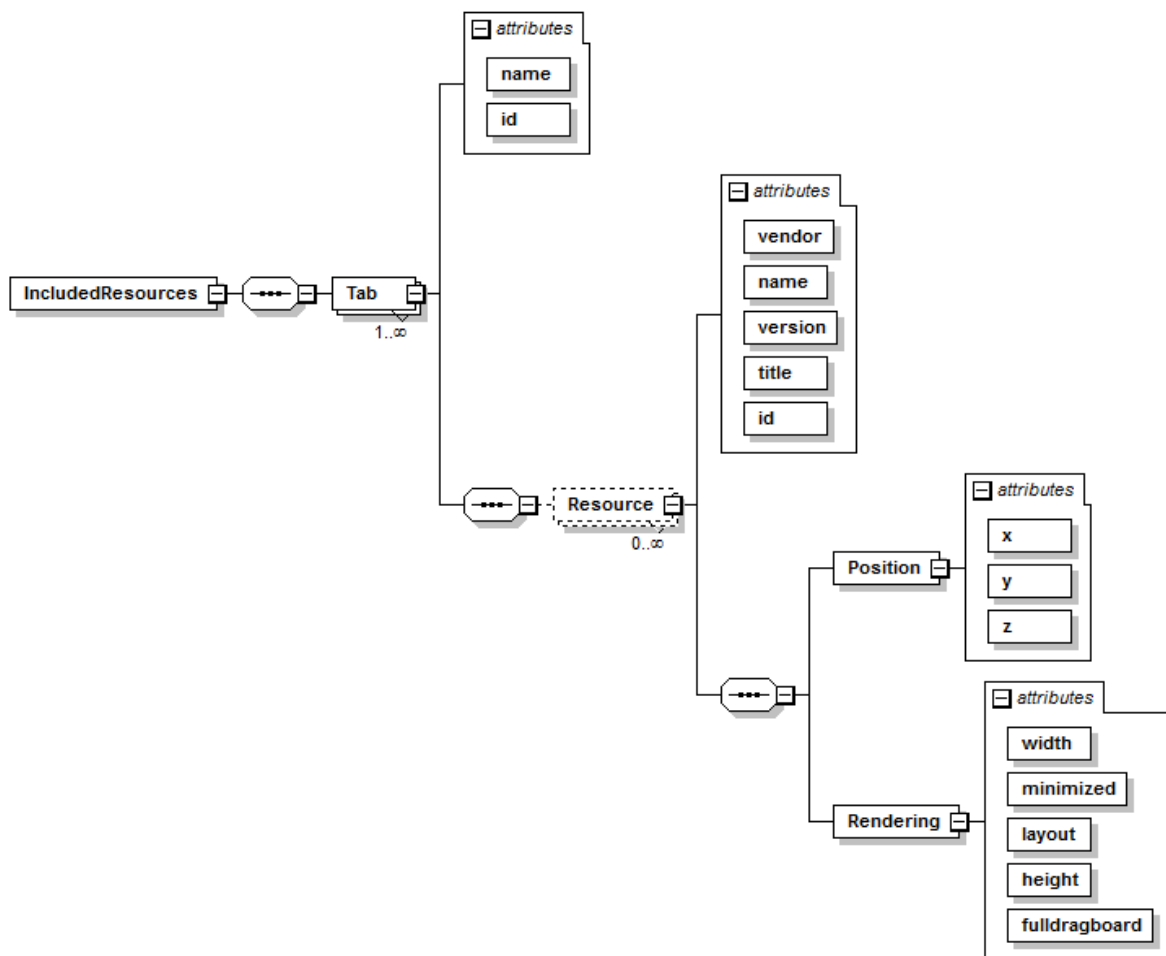 attributes
name
id
attributes
vendor
name
version
title
id
IncludedResources
Tab
1..∞
Resource
0..∞
attributes
x
y
z
Position
attributes
width
minimized
layout
height
fulldragboard
Rendering